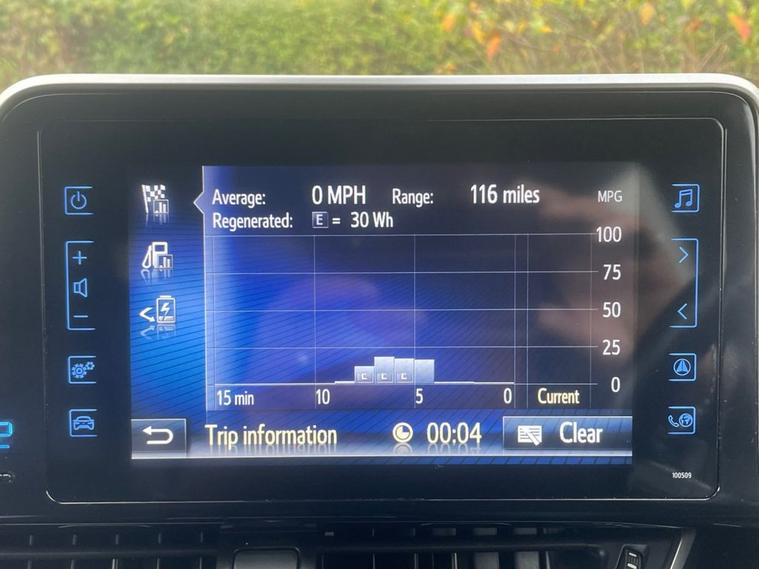 Average: 0 MPH Range: 116 miles MPG
Regenerated: E = 30 Wh
100
75
50
25
0
15 min 10 5 0 Current
Trip information 00:04 Clear
100509